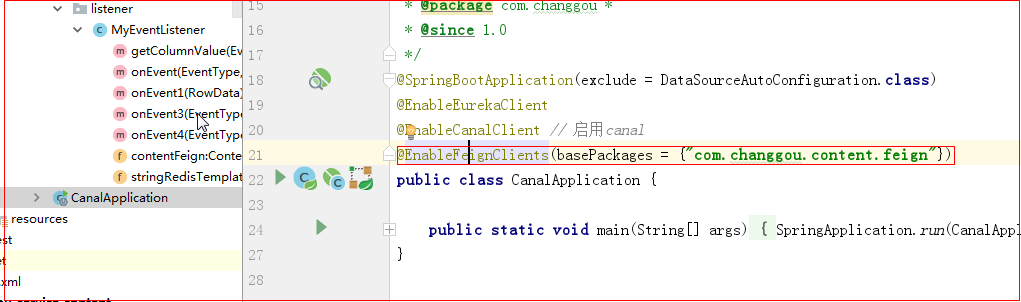 listener
MyEventListener
getColumnValue(Ev
onEvent(EventType,
onEvent1(RowData)
onEvent3(EventType
onEvent4(EventType
contentFeign:Conte
stringRedisTemplat
CanalApplication
resources
est
et
.xml
15 * @package com.changgou *
16 * @since 1.0
17 */
18 @SpringBootApplication(exclude = DataSourceAutoConfiguration.class)
19 @EnableEurekaClient
20 @EnableCanalClient // 启用canal
21 @EnableFeignClients(basePackages = {"com.changgou.content.feign"})
22 public class CanalApplication {
23
24 public static void main(String[] args) { SpringApplication.run(CanalAppl
27 }
28